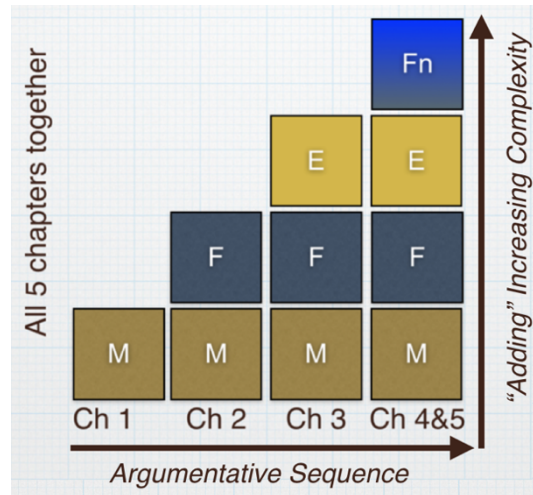 All 5 chapters together
Fn
E E
F F F
M M M M
Ch 1 Ch 2 Ch 3 Ch 4&5
Argumentative Sequence
“Adding” Increasing Complexity